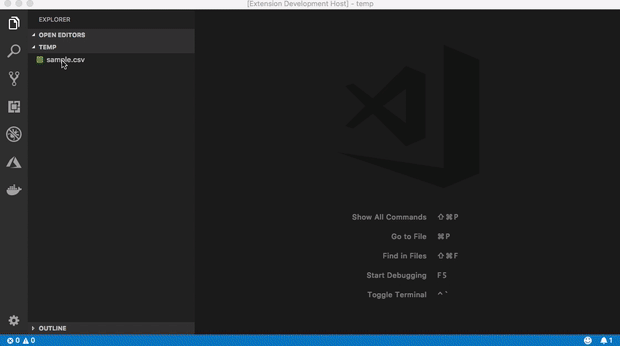 [Extension Development Host] - temp
EXPLORER
OPEN EDITORS
TEMP
sample.csv
Show All Commands ⇧⌘P
Go to File ⌘P
Find in Files ⇧⌘F
Start Debugging F5
Toggle Terminal ⌃`
OUTLINE
0 0 1